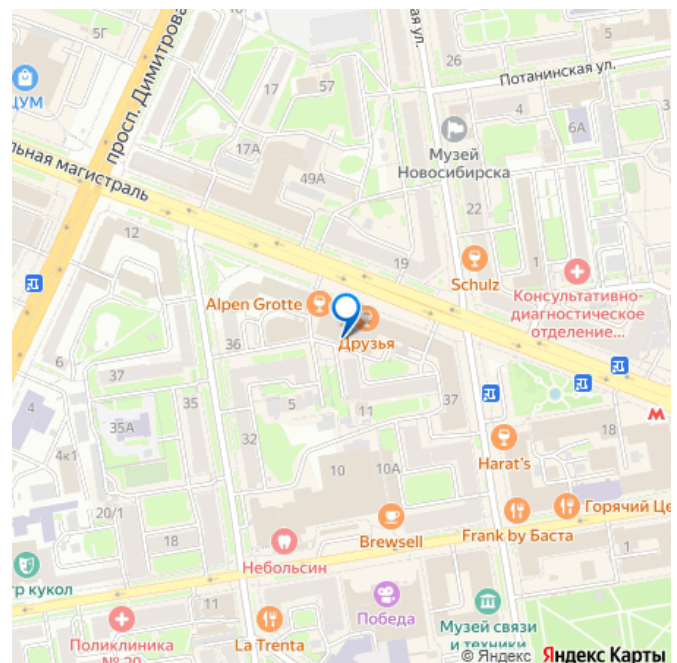 5Г
просп. Димитрова
ЦУМ
17
57
ая ул.
26
5
Потанинская ул.
4
6А
3
Музей
Новосибирска
17А
49А
льная магистраль
22
12
19
1
Schulz
Консультативно-
диагностическое
отделение...
Alpen Grotte
Друзья
36
6
37
4
35
5
11
37
35А
32
18
4к1
10
10А
Harat's
20/1
18
Brewsell
Frank by Баста
Горячий Це
1
Небольсин
тр кукол
11
Победа
Поликлиника
№ 20
La Trenta
Музей связи
и техники
© Яндекс Яндекс Карты